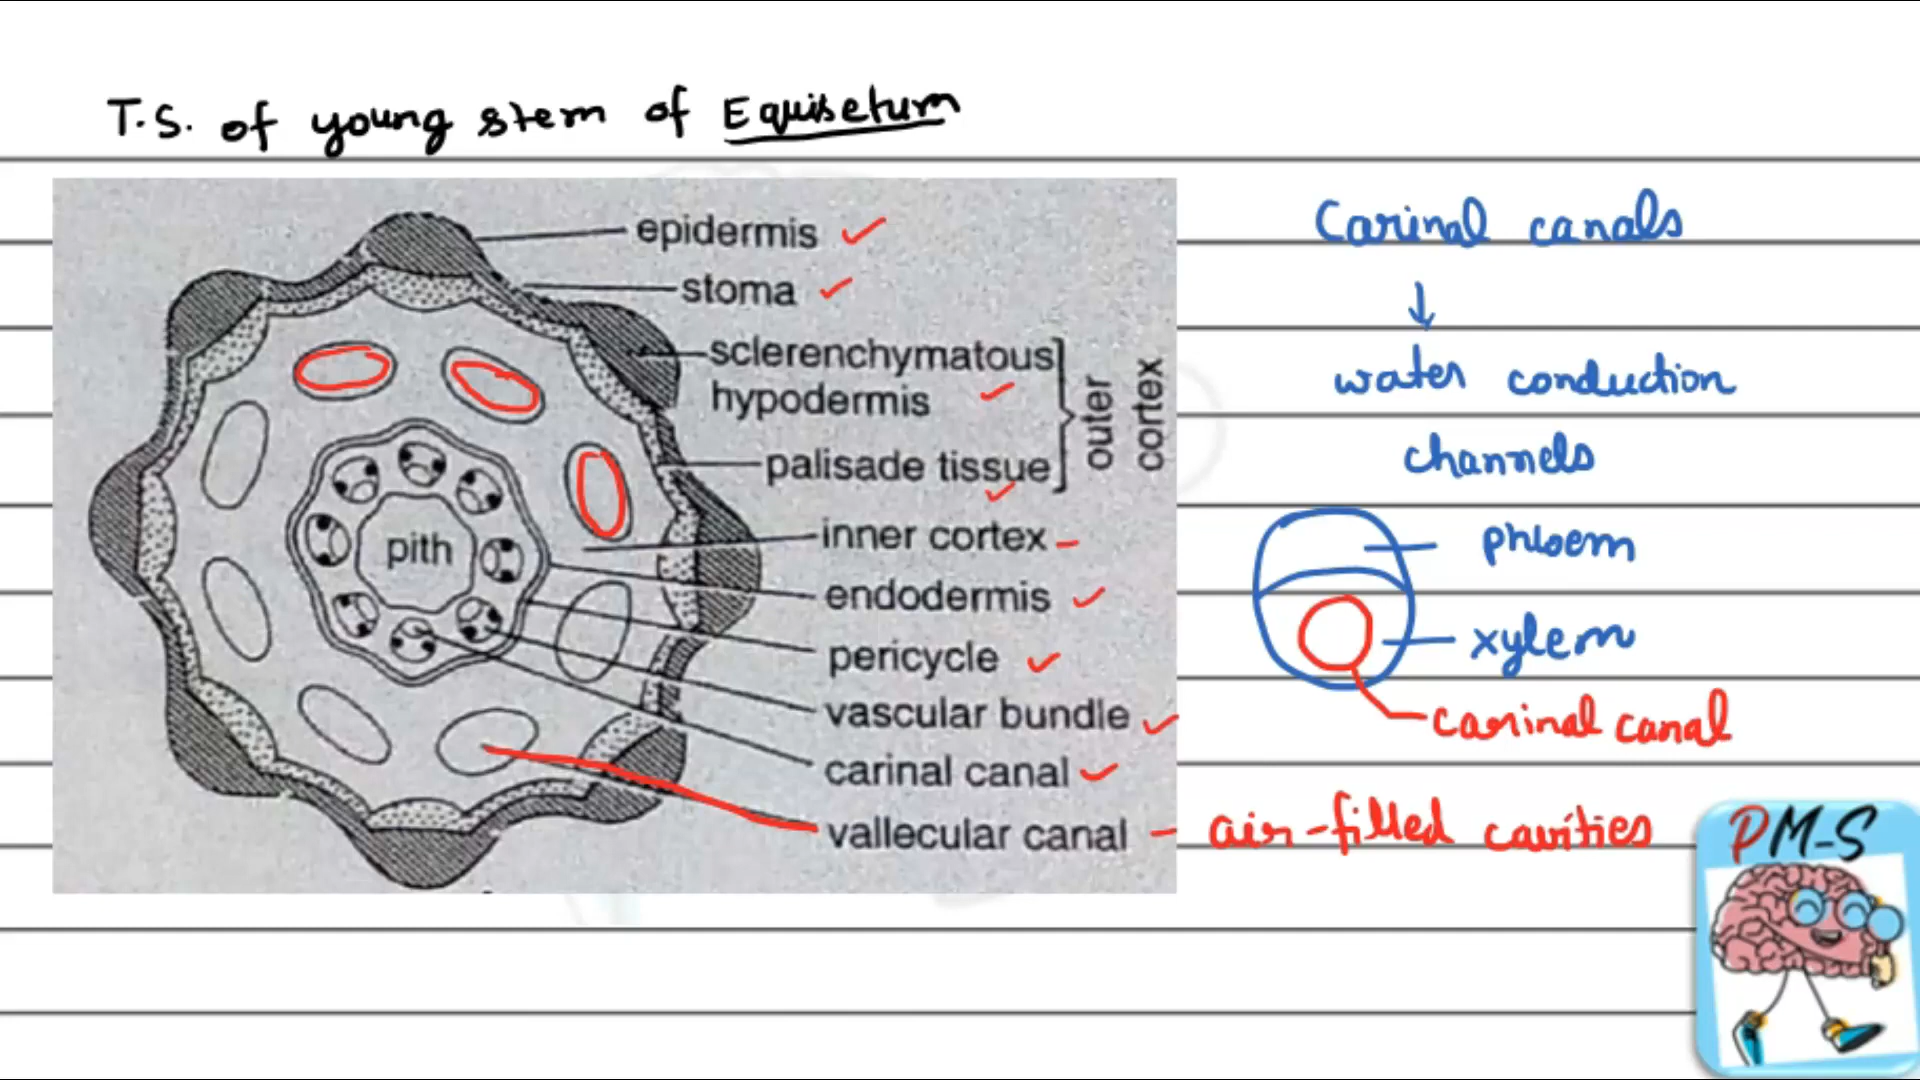 T.S. of young stem of Equisetum
epidermis
stoma
sclerenchymatous
hypodermis
palisade tissue
outer
cortex
inner cortex
endodermis
pericycle
vascular bundle
carinal canal
vallecular canal
pith
Carinal canals
water conduction
channels
phloem
xylem
carinal canal
air-filled cavities
PM-S